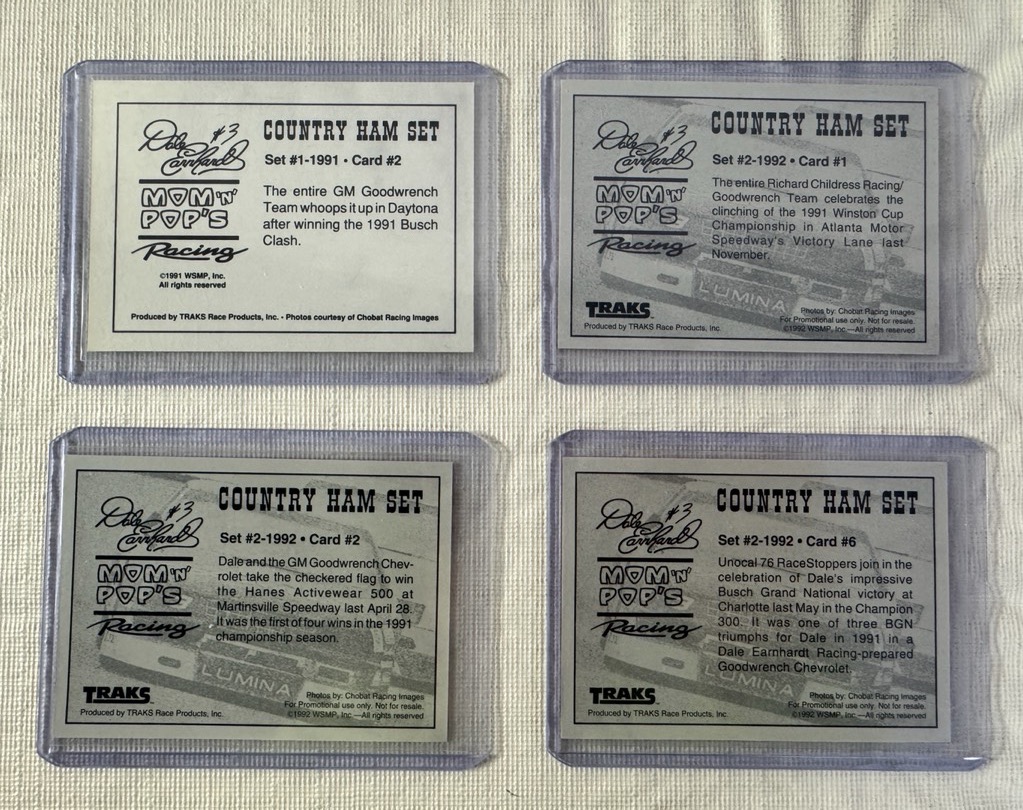 Dale #3
Earnhardt
COUNTRY HAM SET
Set #1-1991 • Card #2
MOM 'N'
POP'S
Racing
The entire GM Goodwrench
Team whoops it up in Daytona
after winning the 1991 Busch
Clash.
©1991 WSMP, Inc.
All rights reserved
Produced by TRAKS Race Products, Inc. - Photos courtesy of Chobat Racing Images
Dale #3
Earnhardt
COUNTRY HAM SET
Set #2-1992 • Card #1
MOM 'N'
POP'S
Racing
The entire Richard Childress Racing/
Goodwrench Team celebrates the
clinching of the 1991 Winston Cup
Championship in Atlanta Motor
Speedway's Victory Lane last
November.
LUMINA
TRAKS
Produced by TRAKS Race Products, Inc.
Photos by: Chobat Racing Images
For Promotional use only. Not for resale.
©1992 WSMP, Inc.—All rights reserved
Dale #3
Earnhardt
COUNTRY HAM SET
Set #2-1992 • Card #2
MOM 'N'
POP'S
Racing
Dale and the GM Goodwrench Chev-
rolet take the checkered flag to win
the Hanes Activewear 500 at
Martinsville Speedway last April 28.
It was the first of four wins in the 1991
championship season.
LUMINA
TRAKS
Produced by TRAKS Race Products, Inc.
Photos by: Chobat Racing Images
For Promotional use only. Not for resale.
©1992 WSMP, Inc.—All rights reserved
Dale #3
Earnhardt
COUNTRY HAM SET
Set #2-1992 • Card #6
MOM 'N'
POP'S
Racing
Unocal 76 RaceStoppers join in the
celebration of Dale's impressive
Busch Grand National victory at
Charlotte last May in the Champion
300. It was one of three BGN
triumphs for Dale in 1991 in a
Dale Earnhardt Racing-prepared
Goodwrench Chevrolet.
LUMINA
TRAKS
Produced by TRAKS Race Products, Inc.
Photos by: Chobat Racing Images
For Promotional use only. Not for resale.
©1992 WSMP, Inc.—All rights reserved